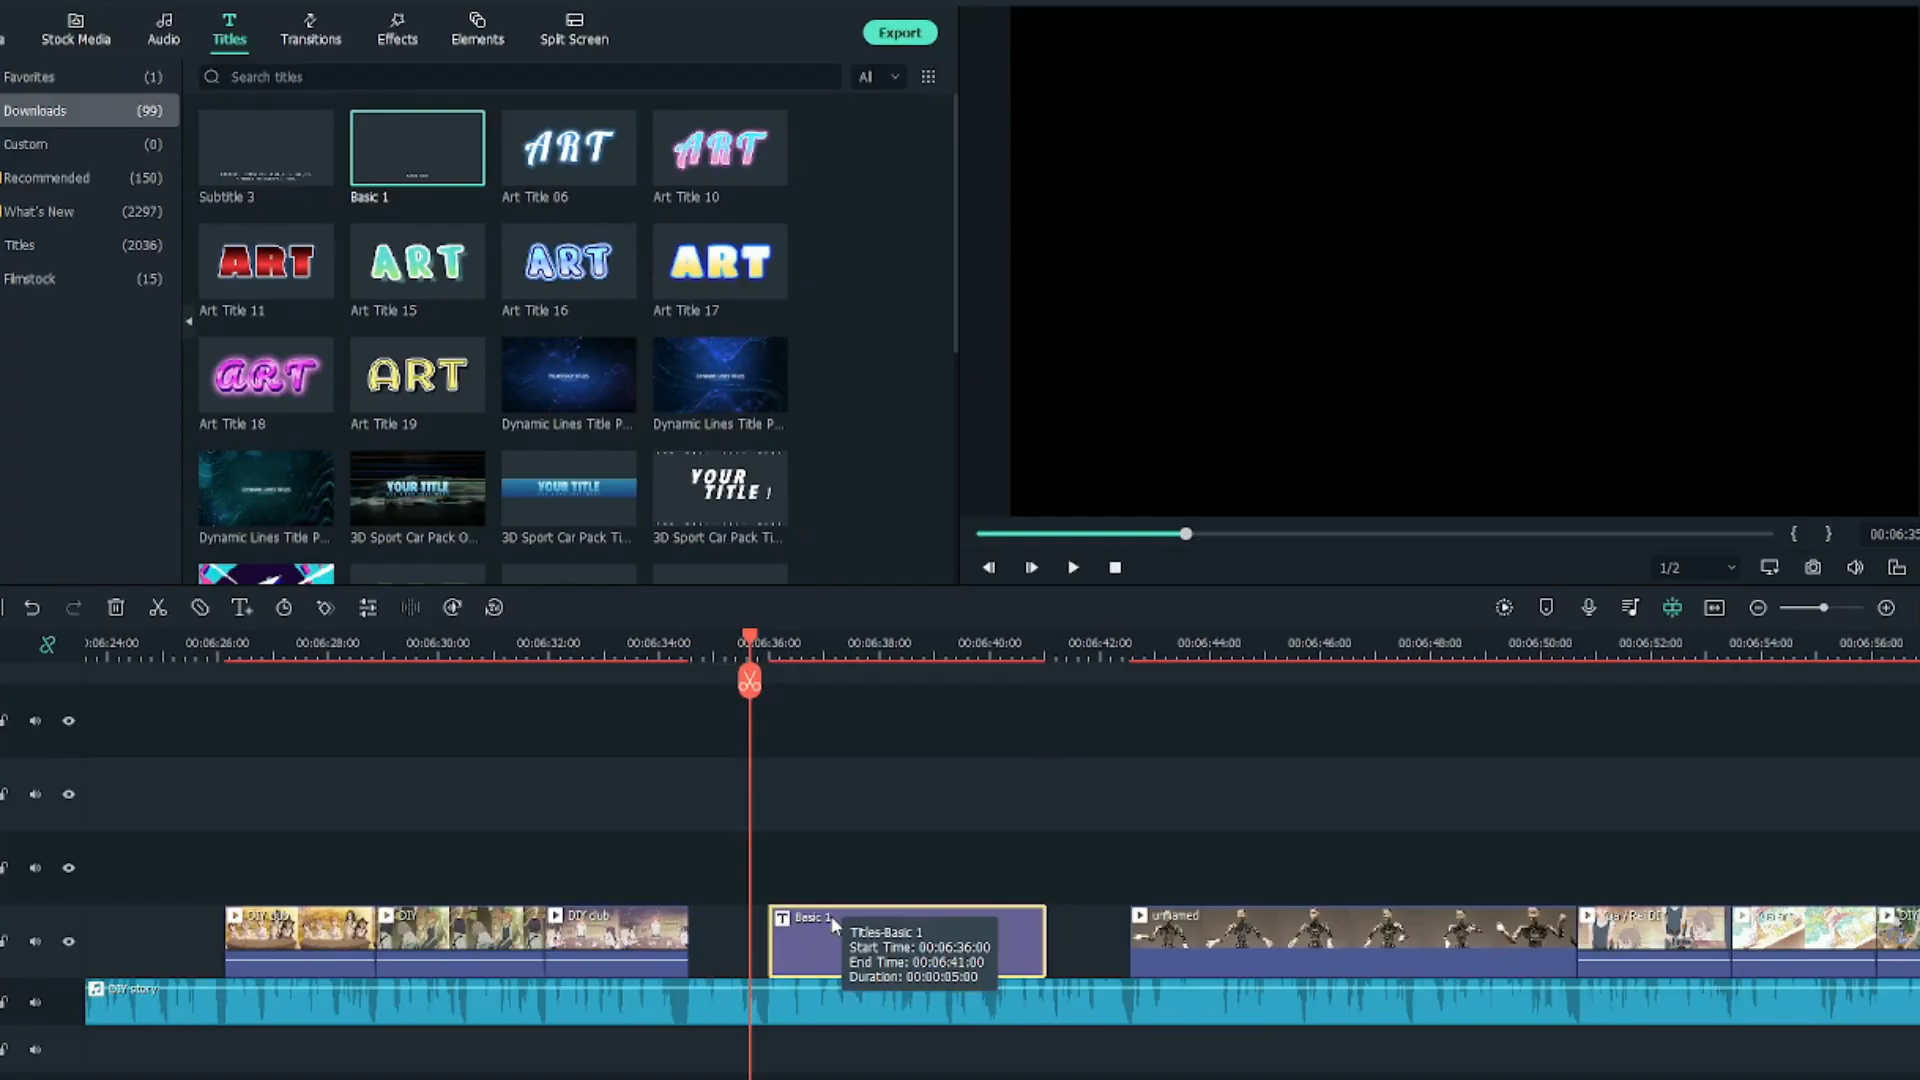 Stock Media
Audio
Titles
Transitions
Effects
Elements
Split Screen
Export
Favorites (1)
Downloads (99)
Custom (0)
Recommended (150)
What's New (2297)
Titles (2036)
Filmstock (15)
Search titles
All
Subtitle 3
Basic 1
ART
Art Title 06
ART
Art Title 10
ART
Art Title 11
ART
Art Title 15
ART
Art Title 16
ART
Art Title 17
ART
Art Title 18
ART
Art Title 19
Dynamic Lines Title P...
Dynamic Lines Title P...
Dynamic Lines Title P...
YOUR TITLE
3D Sport Car Pack O...
YOUR TITLE
3D Sport Car Pack Ti...
YOUR
TITLE !
3D Sport Car Pack Ti...
{ }
00:06:35
1/2
:06:24:00
00:06:26:00
00:06:28:00
00:06:30:00
00:06:32:00
00:06:34:00
00:06:36:00
00:06:38:00
00:06:40:00
00:06:42:00
00:06:44:00
00:06:46:00
00:06:48:00
00:06:50:00
00:06:52:00
00:06:54:00
00:06:56:00
DIY dub
DIY
DIY dub
Basic 1
Titles-Basic 1
Start Time: 00:06:36:00
End Time: 00:06:41:00
Duration: 00:00:05:00
unnamed
DIY
DIY story